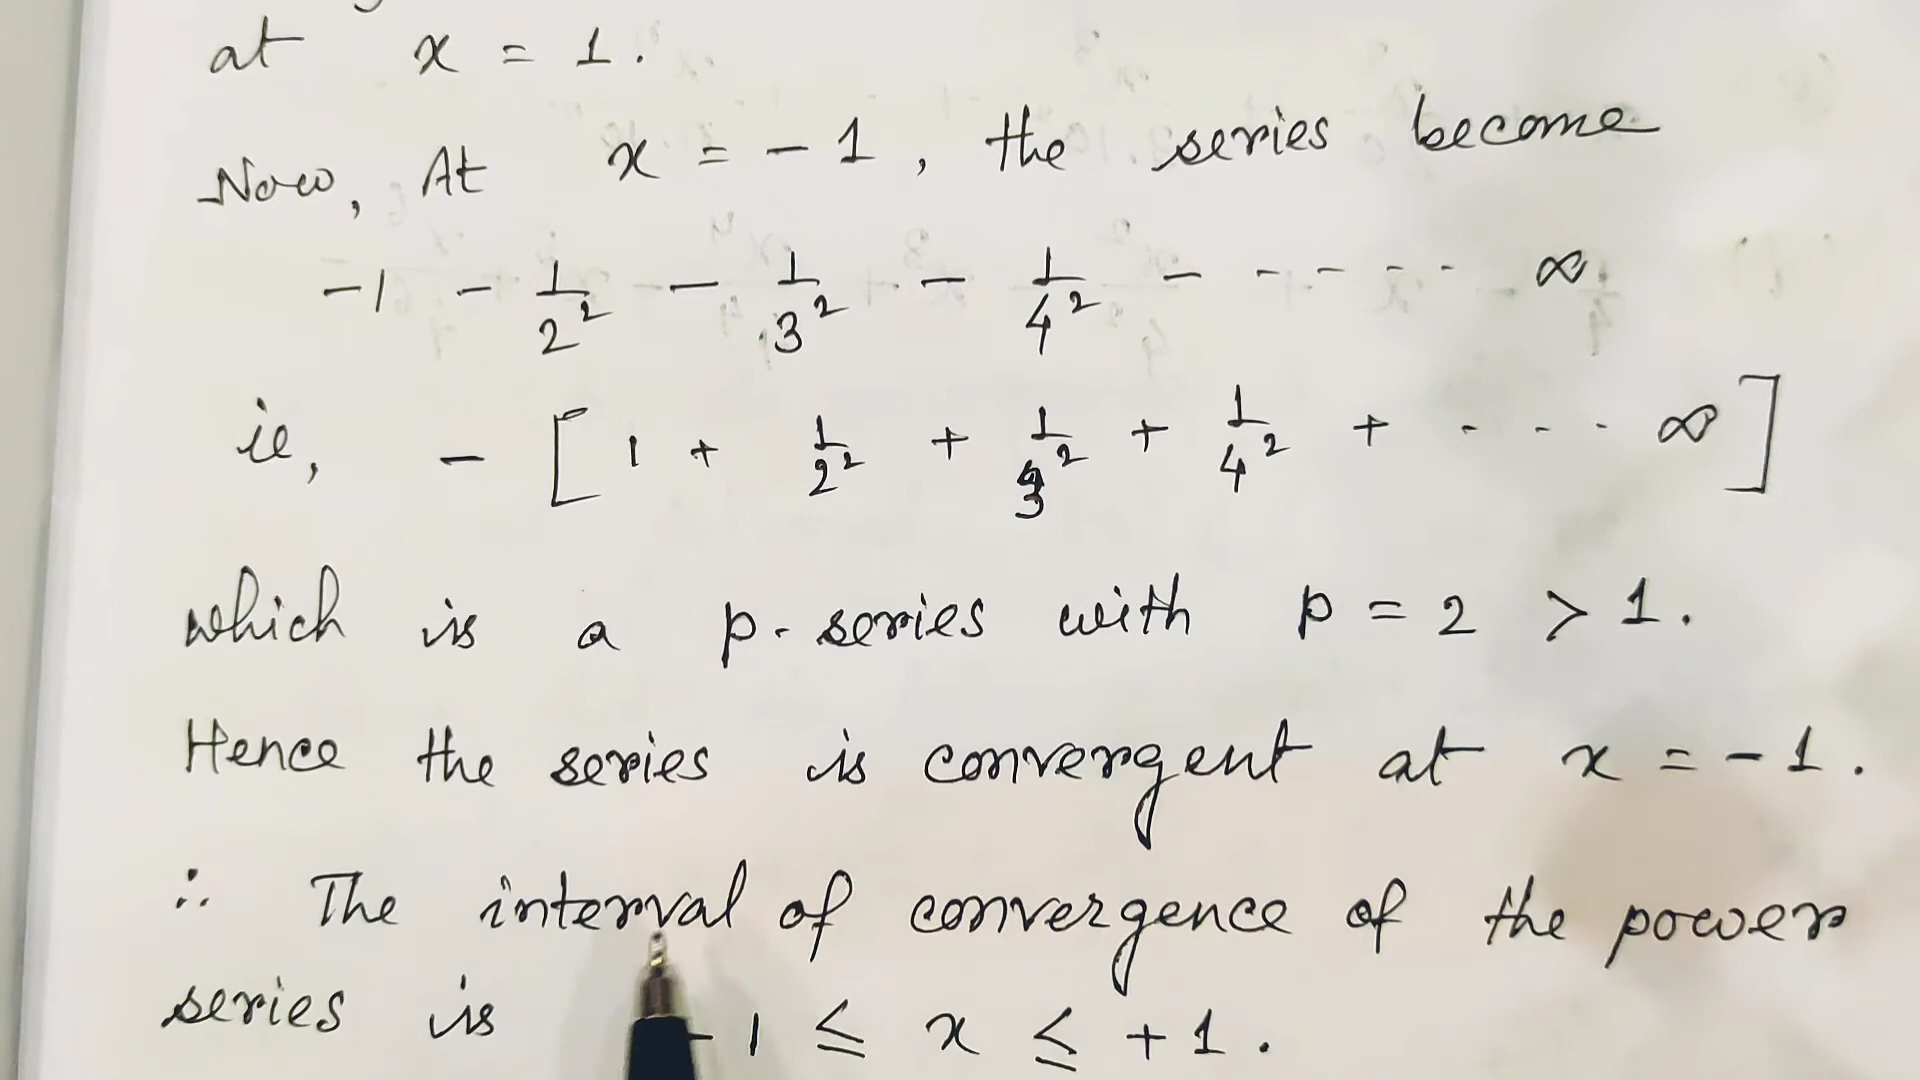 at x = 1.
Now, At x = -1, the series become
-1 - 1/2² - 1/3² - 1/4² - - - - - - ∞
ie, - [ 1 + 1/2² + 1/3² + 1/4² + - - - ∞ ]
which is a p-series with p = 2 > 1.
Hence the series is convergent at x = -1.
∴ The interval of convergence of the power
series is -1 ≤ x ≤ +1.